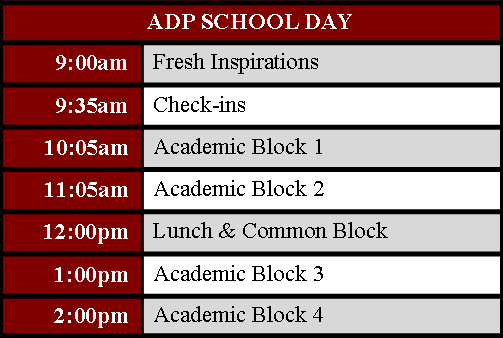 ADP SCHOOL DAY
9:00am Fresh Inspirations
9:35am Check-ins
10:05am Academic Block 1
11:05am Academic Block 2
12:00pm Lunch & Common Block
1:00pm Academic Block 3
2:00pm Academic Block 4